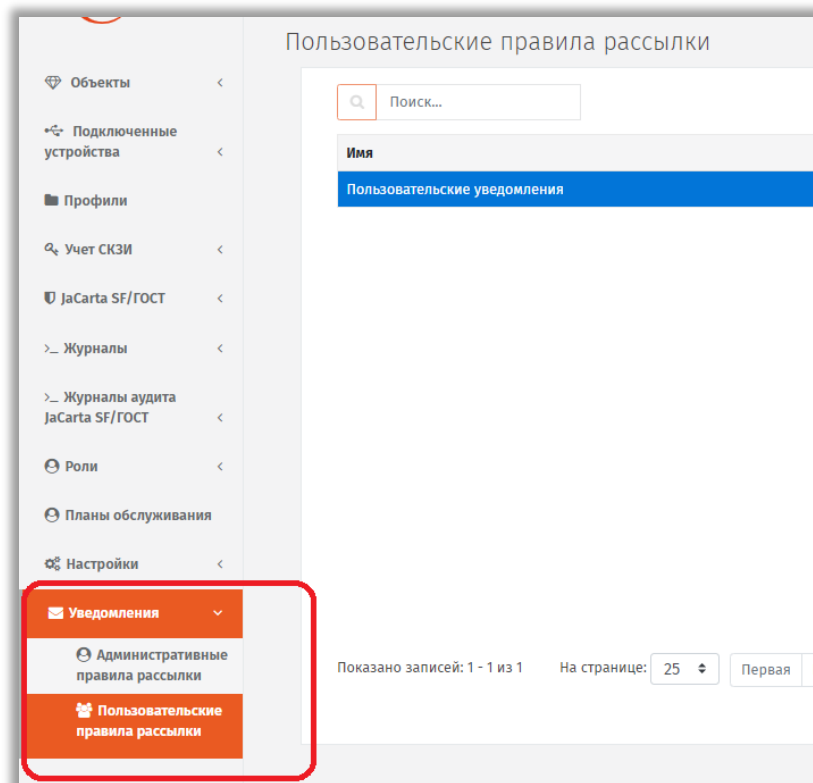 Пользовательские правила рассылки
Объекты
Подключенные
устройства
Профили
Учет СКЗИ
JaCarta SF/ГОСТ
Журналы
Журналы аудита
JaCarta SF/ГОСТ
Роли
Планы обслуживания
Настройки
Уведомления
Административные
правила рассылки
Пользовательские
правила рассылки
Поиск...
Имя
Пользовательские уведомления
Показано записей: 1 - 1 из 1 На странице: 25 Первая